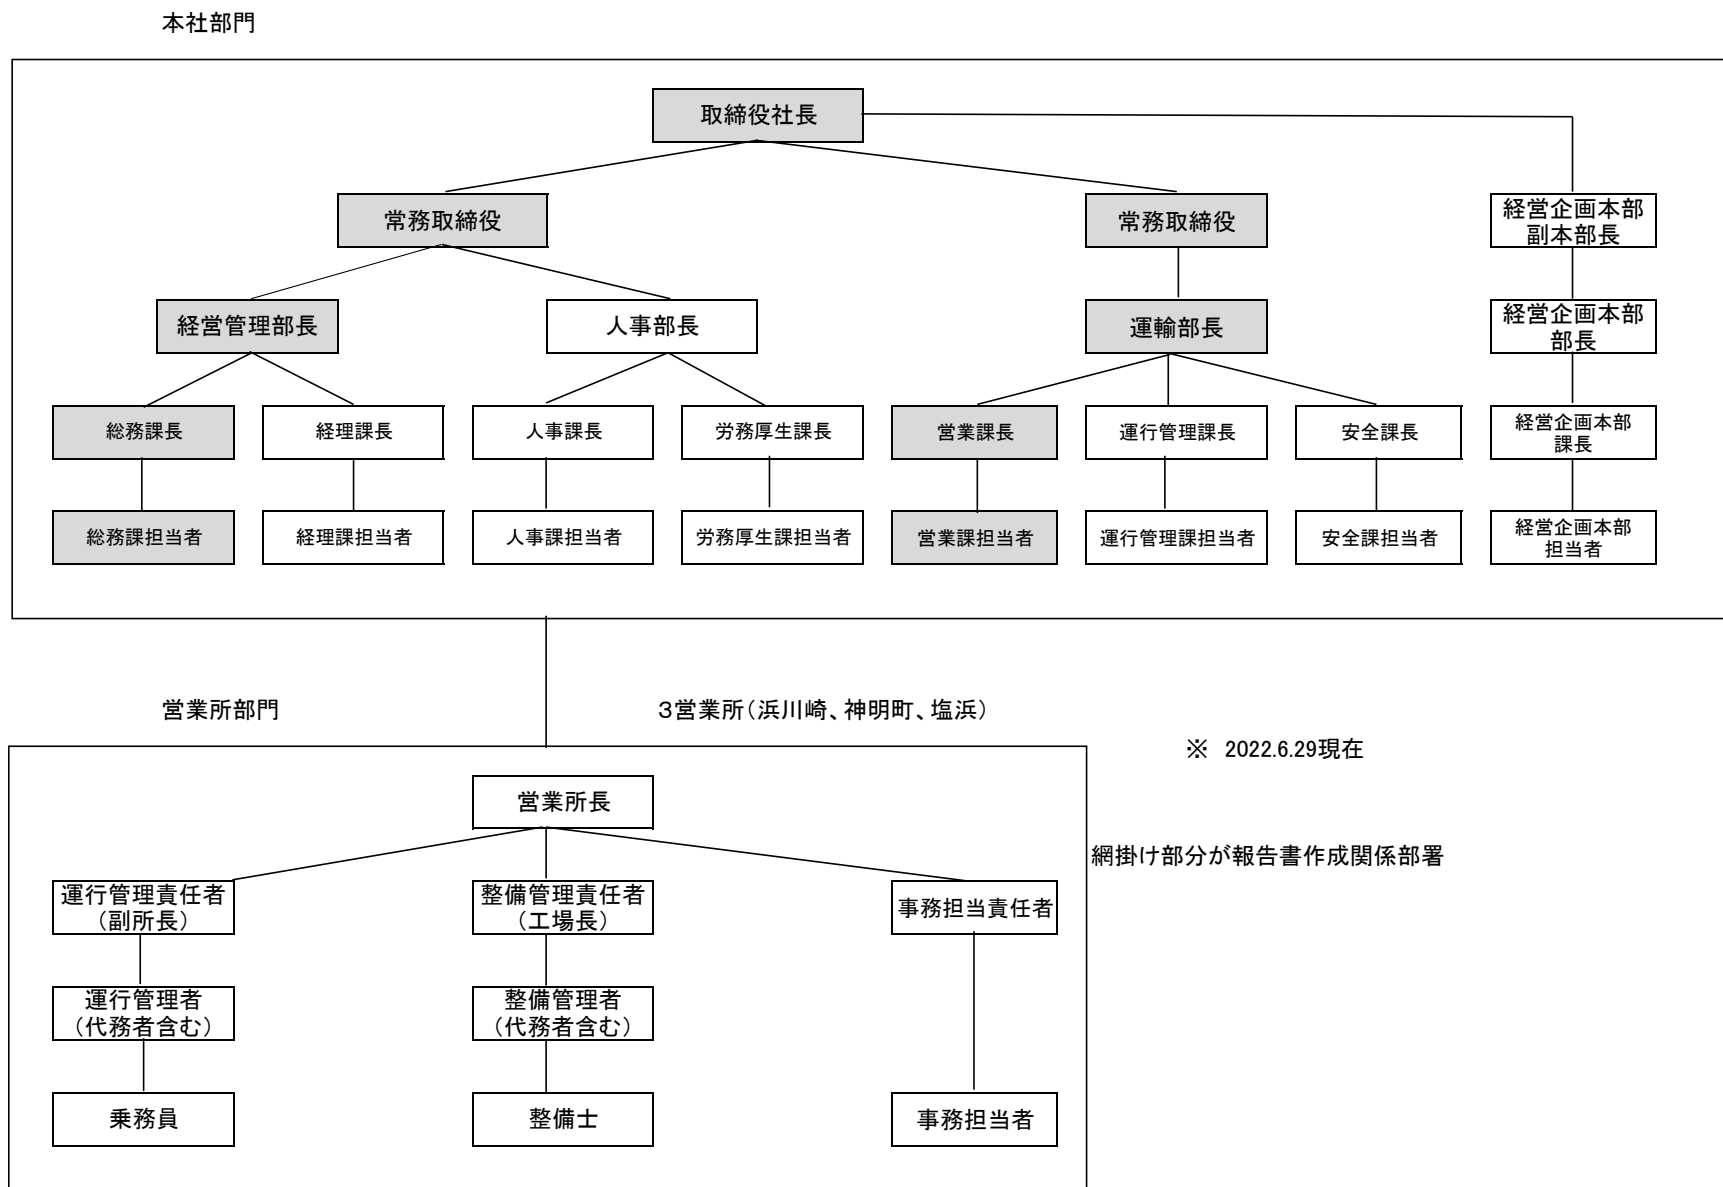 本社部門
取締役社長
常務取締役
常務取締役
経営企画本部
副本部長
経営管理部長
人事部長
運輸部長
経営企画本部
部長
総務課長
経理課長
人事課長
労務厚生課長
営業課長
運行管理課長
安全課長
経営企画本部
課長
総務課担当者
経理課担当者
人事課担当者
労務厚生課担当者
営業課担当者
運行管理課担当者
安全課担当者
経営企画本部
担当者
営業所部門
3営業所(浜川崎、神明町、塩浜)
※ 2022.6.29現在
営業所長
網掛け部分が報告書作成関係部署
運行管理責任者
(副所長)
整備管理責任者
(工場長)
事務担当責任者
運行管理者
(代務者含む)
整備管理者
(代務者含む)
乗務員
整備士
事務担当者